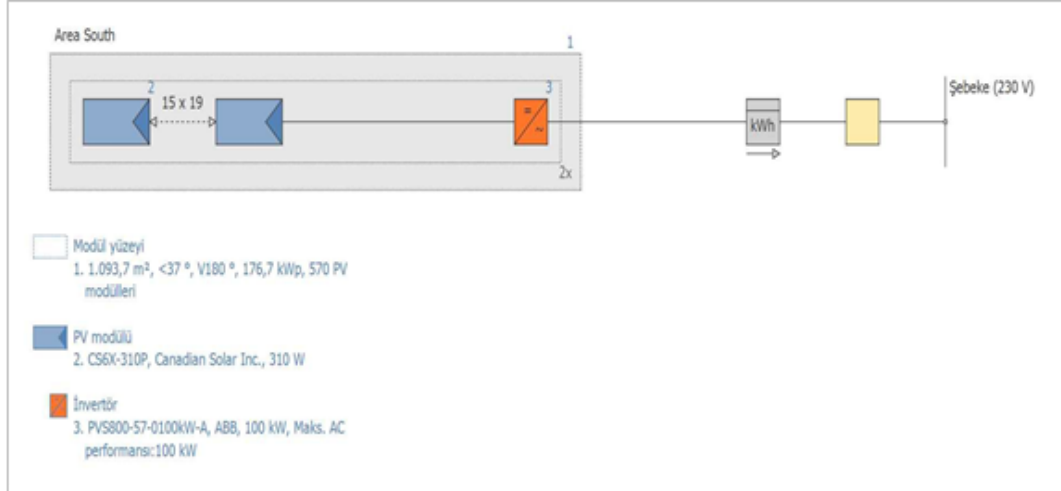 Area South
1
2
3
15 x 19
=
~
2x
kWh
Şebeke (230 V)
Modül yüzeyi
1. 1.093,7 m², <37 °, V180 °, 176,7 kWp, 570 PV
modülleri
PV modülü
2. CS6X-310P, Canadian Solar Inc., 310 W
İnvertör
3. PVS800-57-0100kW-A, ABB, 100 kW, Maks. AC
performansı:100 kW